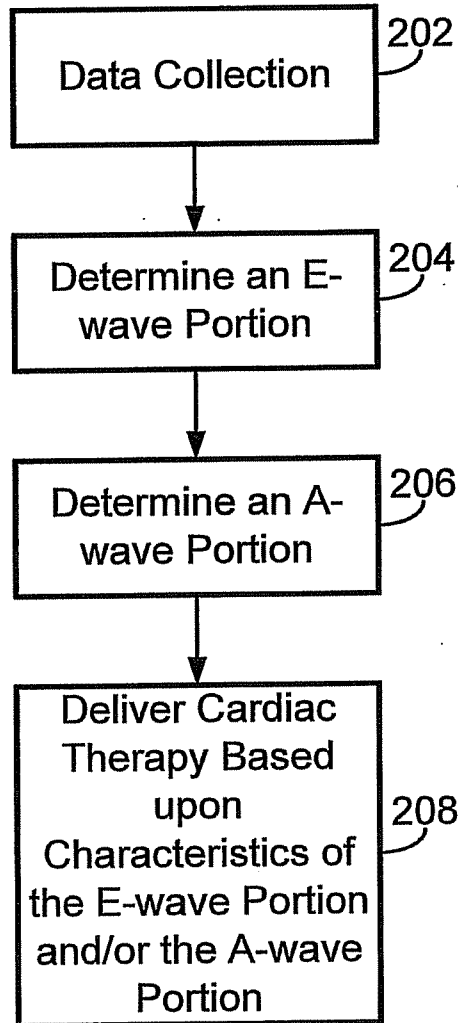 202
Data Collection
204
Determine an E-
wave Portion
206
Determine an A-
wave Portion
208
Deliver Cardiac
Therapy Based
upon
Characteristics of
the E-wave Portion
and/or the A-wave
Portion